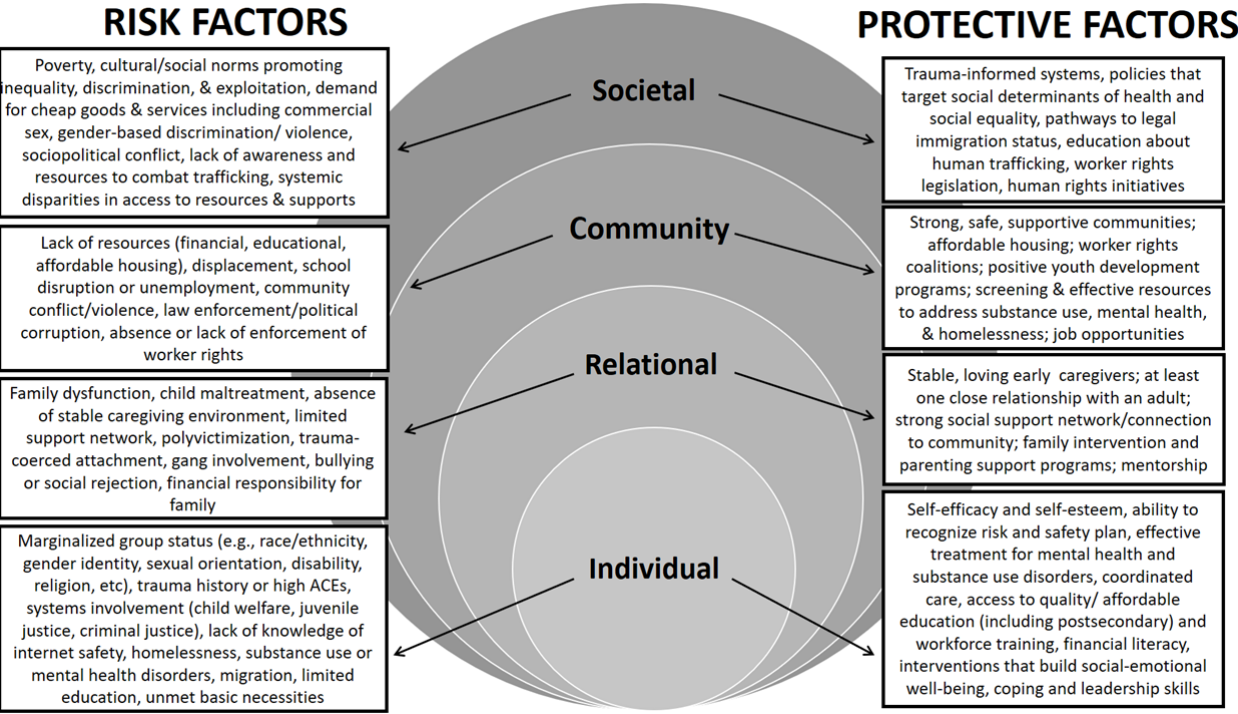 RISK FACTORS
Poverty, cultural/social norms promoting
inequality, discrimination, & exploitation, demand
for cheap goods & services including commercial
sex, gender-based discrimination/ violence,
sociopolitical conflict, lack of awareness and
resources to combat trafficking, systemic
disparities in access to resources & supports
Lack of resources (financial, educational,
affordable housing), displacement, school
disruption or unemployment, community
conflict/violence, law enforcement/political
corruption, absence or lack of enforcement of
worker rights
Family dysfunction, child maltreatment, absence
of stable caregiving environment, limited
support network, polyvictimization, trauma-
coerced attachment, gang involvement, bullying
or social rejection, financial responsibility for
family
Marginalized group status (e.g., race/ethnicity,
gender identity, sexual orientation, disability,
religion, etc), trauma history or high ACEs,
systems involvement (child welfare, juvenile
justice, criminal justice), lack of knowledge of
internet safety, homelessness, substance use or
mental health disorders, migration, limited
education, unmet basic necessities
Societal
Community
Relational
Individual
PROTECTIVE FACTORS
Trauma-informed systems, policies that
target social determinants of health and
social equality, pathways to legal
immigration status, education about
human trafficking, worker rights
legislation, human rights initiatives
Strong, safe, supportive communities;
affordable housing; worker rights
coalitions; positive youth development
programs; screening & effective resources
to address substance use, mental health,
& homelessness; job opportunities
Stable, loving early caregivers; at least
one close relationship with an adult;
strong social support network/connection
to community; family intervention and
parenting support programs; mentorship
Self-efficacy and self-esteem, ability to
recognize risk and safety plan, effective
treatment for mental health and
substance use disorders, coordinated
care, access to quality/ affordable
education (including postsecondary) and
workforce training, financial literacy,
interventions that build social-emotional
well-being, coping and leadership skills